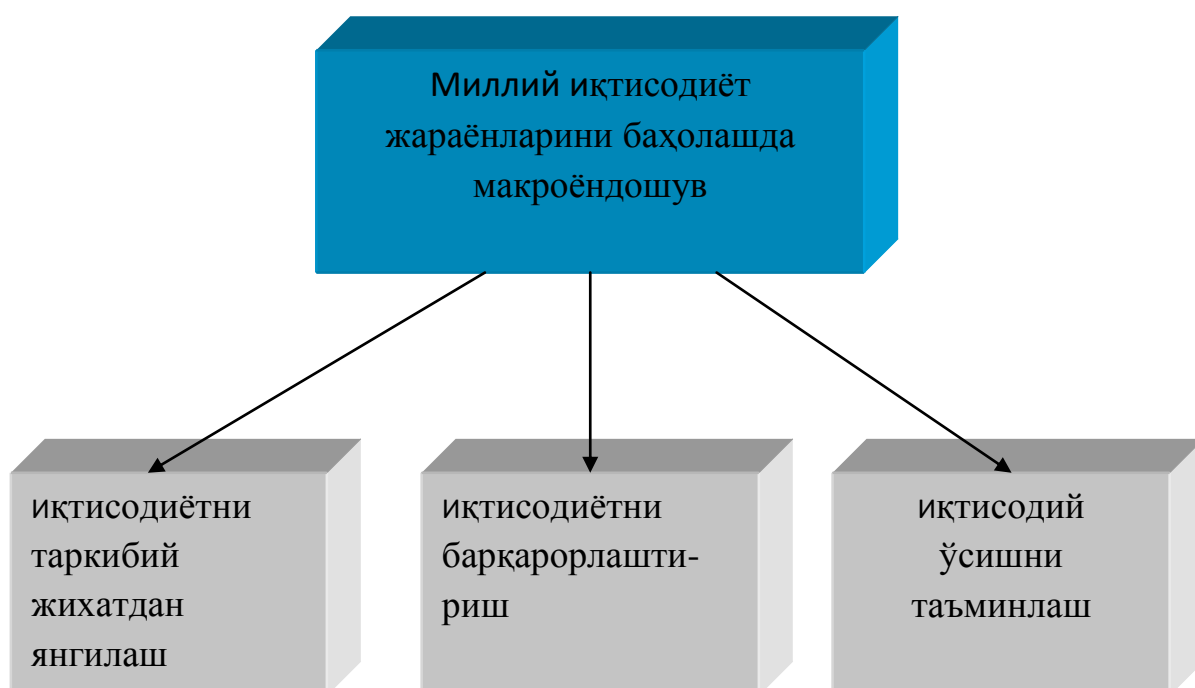 Миллий иқтисодиёт
жараёнларини баҳолашда
макроёндошув
иқтисодиётни
таркибий
жихатдан
янгилаш
иқтисодиётни
барқарорлашти-
риш
иқтисодий
ўсишни
таъминлаш